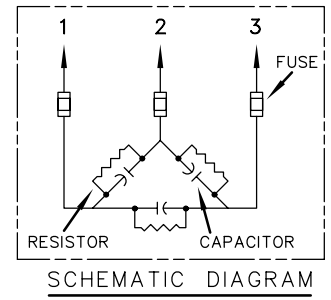 1 2 3
FUSE
RESISTOR CAPACITOR
SCHEMATIC DIAGRAM